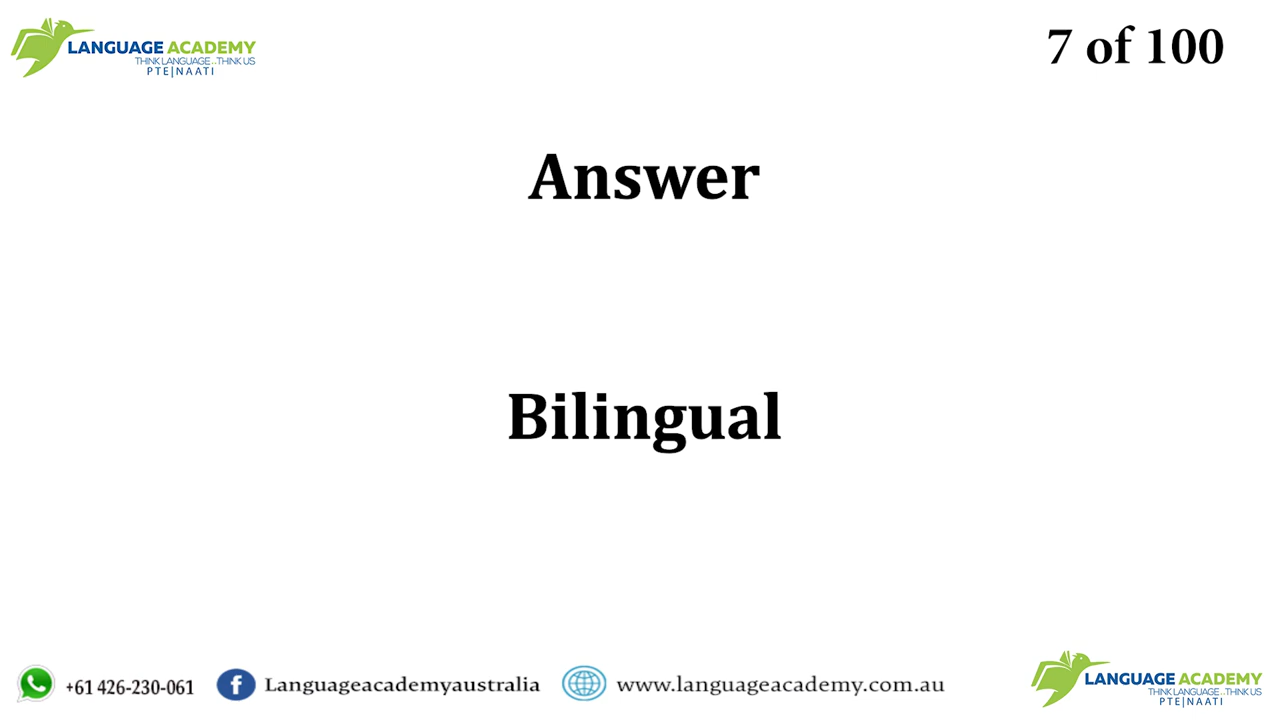 LANGUAGE ACADEMY
THINK LANGUAGE..THINK US
PTE|NAATI
7 of 100
Answer
Bilingual
+61 426-230-061
Languageacademyaustralia
www.languageacademy.com.au
LANGUAGE ACADEMY
THINK LANGUAGE..THINK US
PTE|NAATI